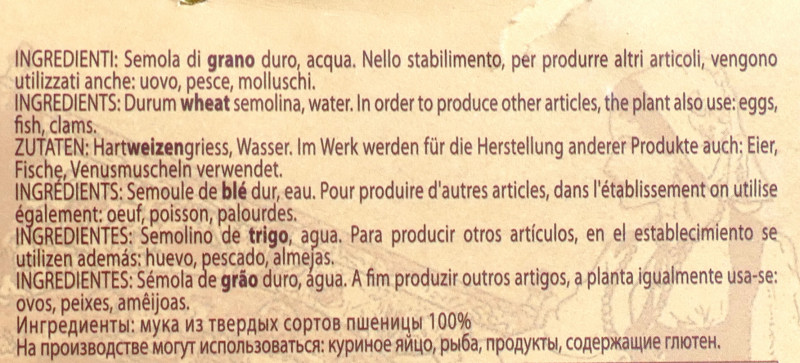 INGREDIENTI: Semola di grano duro, acqua. Nello stabilimento, per produrre altri articoli, vengono
utilizzati anche: uovo, pesce, molluschi.
INGREDIENTS: Durum wheat semolina, water. In order to produce other articles, the plant also use: eggs,
fish, clams.
ZUTATEN: Hartweizengriess, Wasser. Im Werk werden für die Herstellung anderer Produkte auch: Eier,
Fische, Venusmuscheln verwendet.
INGRÉDIENTS: Semoule de blé dur, eau. Pour produire d'autres articles, dans l'établissement on utilise
également: oeuf, poisson, palourdes.
INGREDIENTES: Semolino de trigo, agua. Para producir otros artículos, en el establecimiento se
utilizen además: huevo, pescado, almejas.
INGREDIENTES: Sémola de grão duro, água. A fim produzir outros artigos, a planta igualmente usa-se:
ovos, peixes, amêijoas.
Ингредиенты: мука из твердых сортов пшеницы 100%
На производстве могут использоваться: куриное яйцо, рыба, продукты, содержащие глютен.